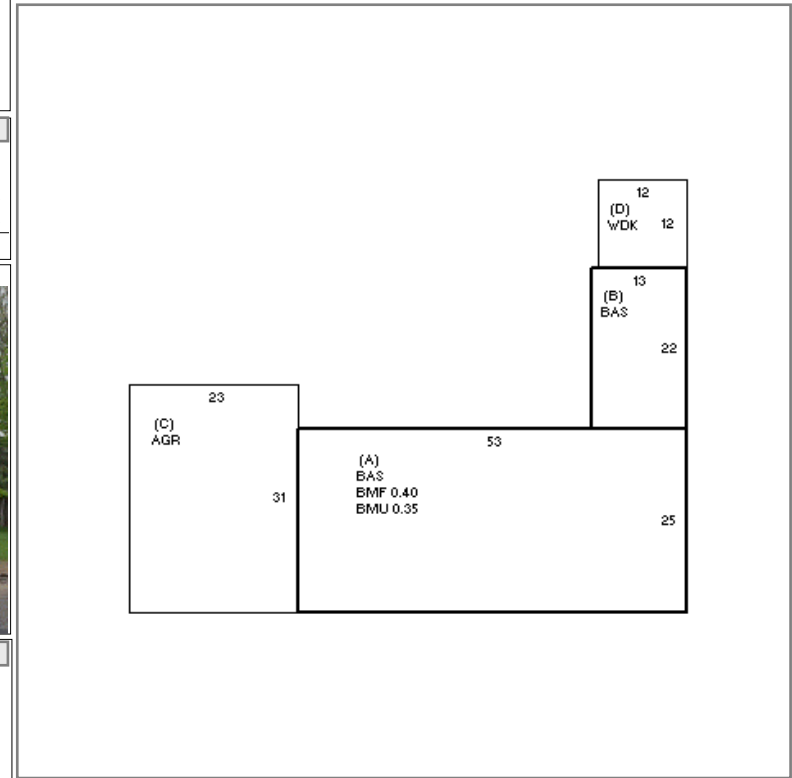 12
(D)
WDK 12
13
(B)
BAS
22
23
(C)
AGR
31
53
(A)
BAS
BMF 0.40
BMU 0.35
25